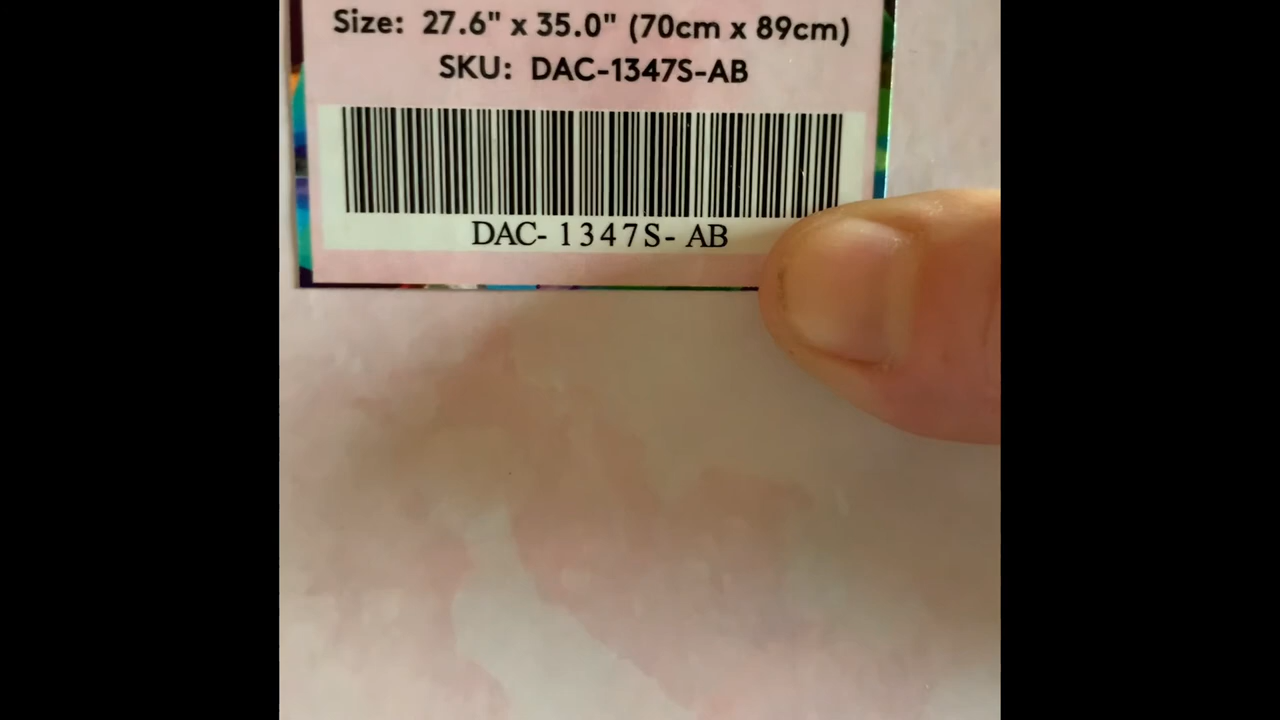 Size: 27.6" x 35.0" (70cm x 89cm)
SKU: DAC-1347S-AB
DAC- 1347S- AB